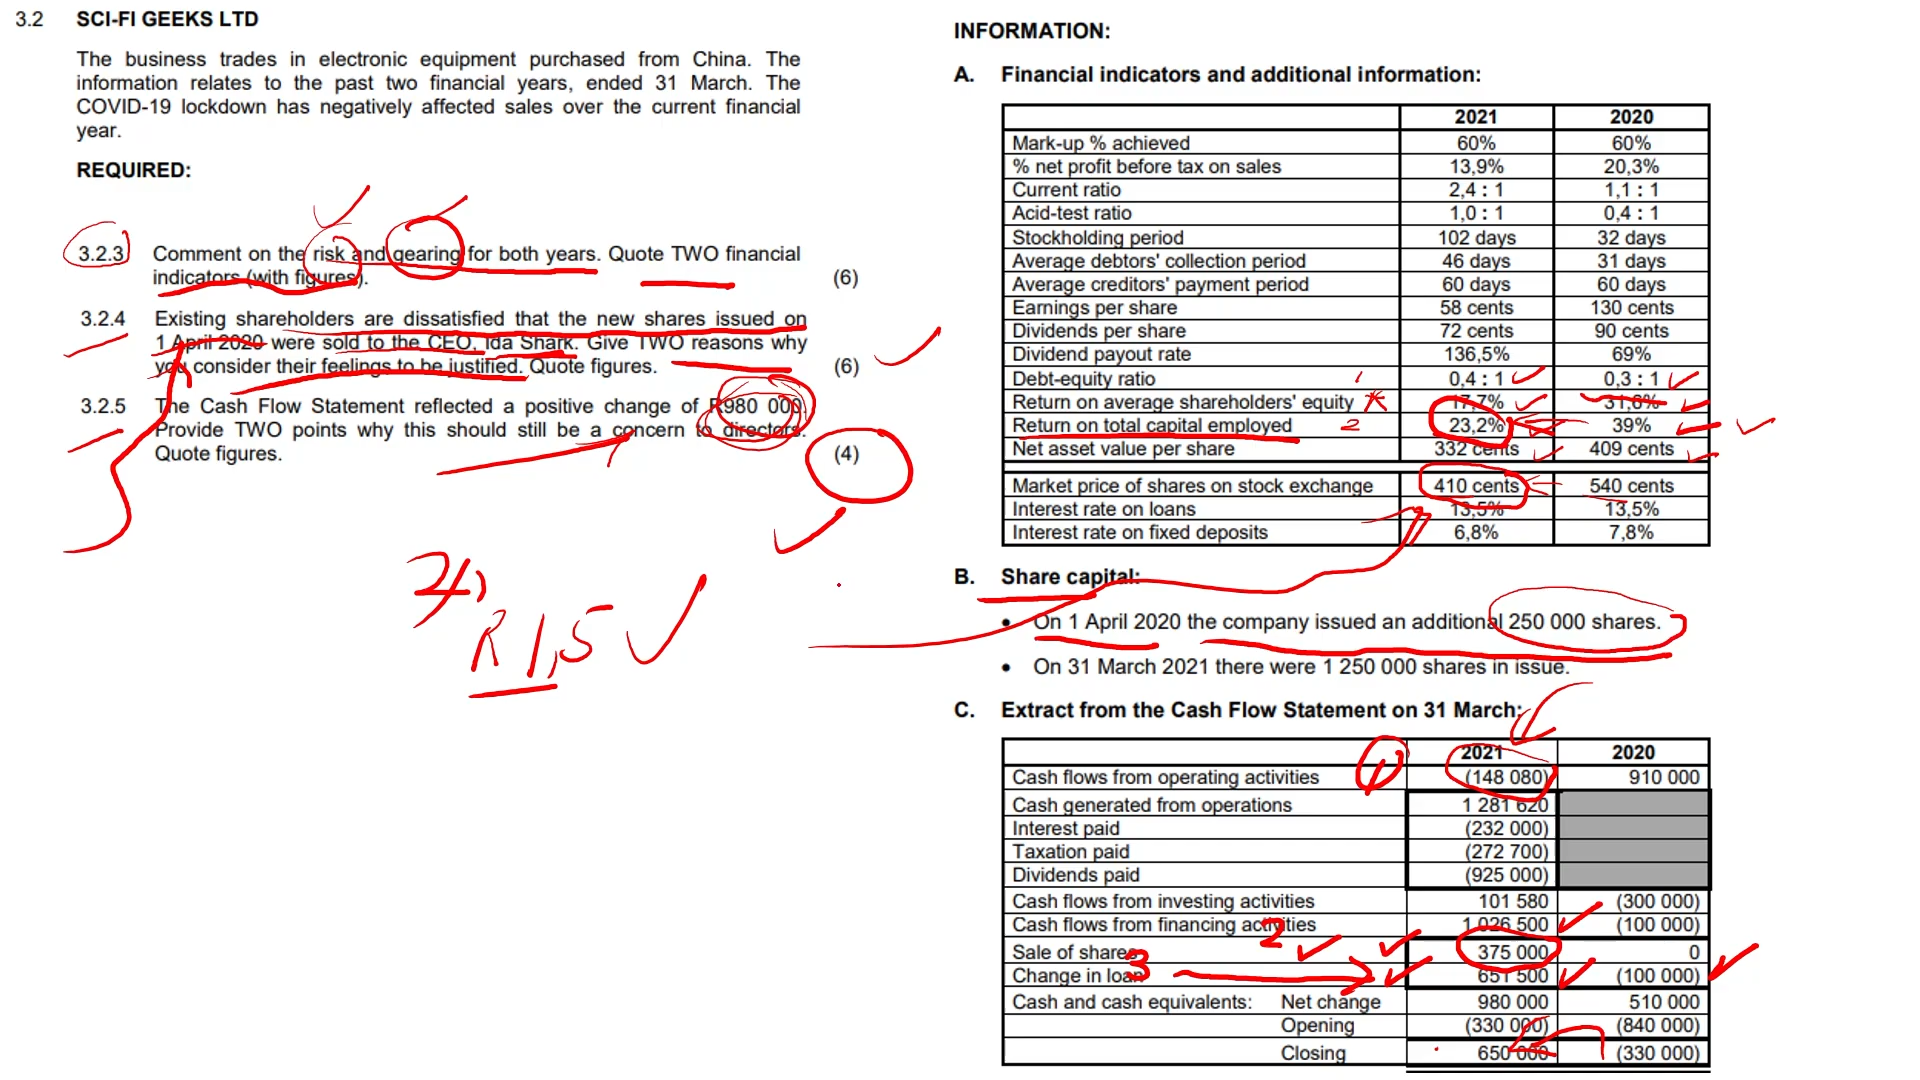 3.2 SCI-FI GEEKS LTD
The business trades in electronic equipment purchased from China. The
information relates to the past two financial years, ended 31 March. The
COVID-19 lockdown has negatively affected sales over the current financial
year.
REQUIRED:
3.2.3 Comment on the risk and gearing for both years. Quote TWO financial
indicators (with figures). (6)
3.2.4 Existing shareholders are dissatisfied that the new shares issued on
1 April 2020 were sold to the CEO, Ida Shark. Give TWO reasons why
you consider their feelings to be justified. Quote figures. (6)
3.2.5 The Cash Flow Statement reflected a positive change of R980 000.
Provide TWO points why this should still be a concern to directors.
Quote figures. (4)
R1,5
INFORMATION:
A. Financial indicators and additional information:
2021 2020
Mark-up % achieved 60% 60%
% net profit before tax on sales 13,9% 20,3%
Current ratio 2,4 : 1 1,1 : 1
Acid-test ratio 1,0 : 1 0,4 : 1
Stockholding period 102 days 32 days
Average debtors' collection period 46 days 31 days
Average creditors' payment period 60 days 60 days
Earnings per share 58 cents 130 cents
Dividends per share 72 cents 90 cents
Dividend payout rate 136,5% 69%
Debt-equity ratio 1 0,4 : 1 0,3 : 1
Return on average shareholders' equity 17,7% 31,8%
Return on total capital employed 2 23,2% 39%
Net asset value per share 332 cents 409 cents
Market price of shares on stock exchange 410 cents 540 cents
Interest rate on loans 13,5% 13,5%
Interest rate on fixed deposits 6,8% 7,8%
B. Share capital:
• On 1 April 2020 the company issued an additional 250 000 shares.
• On 31 March 2021 there were 1 250 000 shares in issue.
C. Extract from the Cash Flow Statement on 31 March:
2021 2020
Cash flows from operating activities 1 (148 080) 910 000
Cash generated from operations 1 281 620
Interest paid (232 000)
Taxation paid (272 700)
Dividends paid (925 000)
Cash flows from investing activities 101 580 (300 000)
Cash flows from financing activities 1 026 500 (100 000)
Sale of shares 2 375 000 0
Change in loan 3 651 500 (100 000)
Cash and cash equivalents: Net change 980 000 510 000
Opening (330 000) (840 000)
Closing 650 000 (330 000)